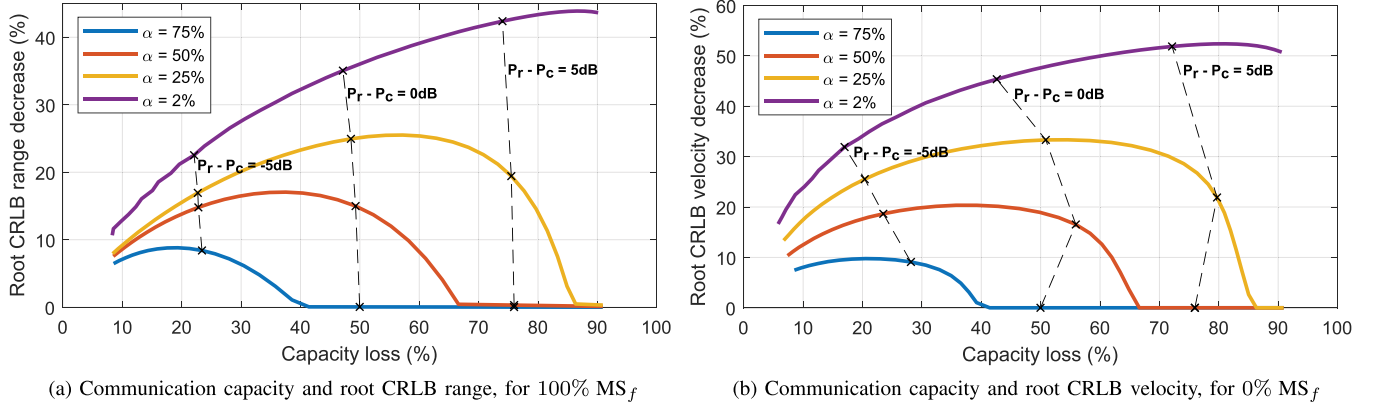 Root CRLB range decrease (%)
40
30
20
10
0
α = 75%
α = 50%
α = 25%
α = 2%
Pr - Pc = -5dB
Pr - Pc = 0dB
Pr - Pc = 5dB
0 10 20 30 40 50 60 70 80 90 100
Capacity loss (%)
(a) Communication capacity and root CRLB range, for 100% MSf
Root CRLB velocity decrease (%)
60
50
40
30
20
10
0
α = 75%
α = 50%
α = 25%
α = 2%
Pr - Pc = -5dB
Pr - Pc = 0dB
Pr - Pc = 5dB
0 10 20 30 40 50 60 70 80 90 100
Capacity loss (%)
(b) Communication capacity and root CRLB velocity, for 0% MSf